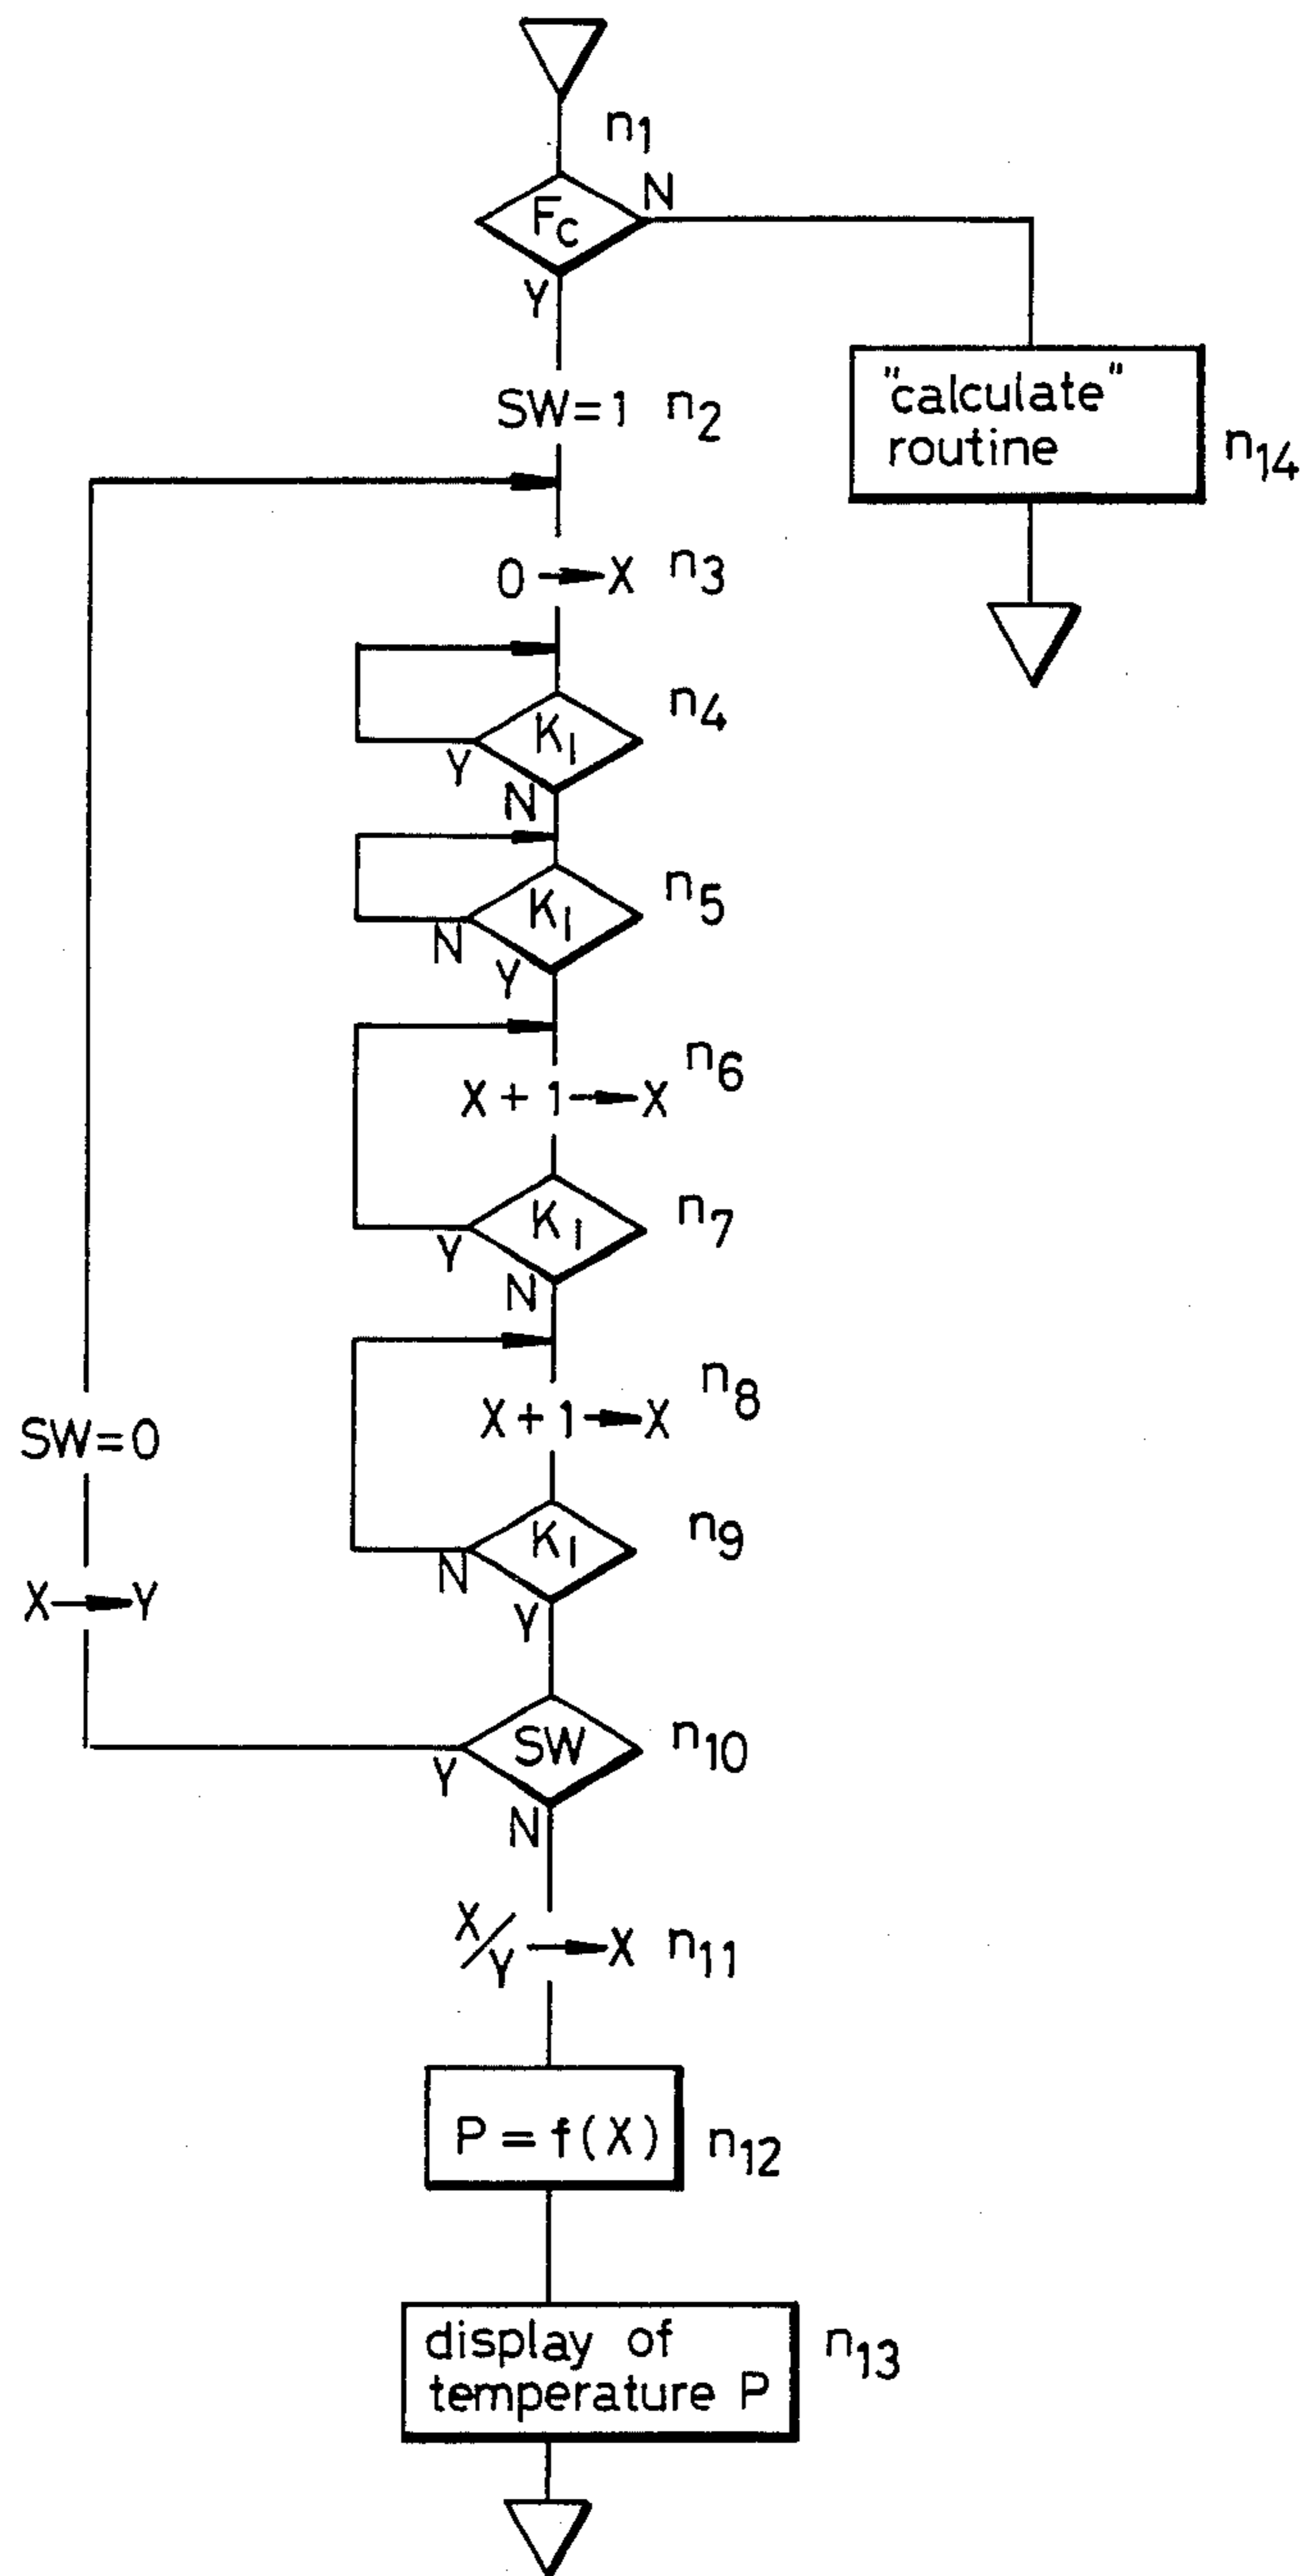 n1
Fc
N
Y
SW=1 n2
"calculate"
routine
n14
0→X n3
n4
K1
Y
N
n5
K1
N
Y
n6
X + 1→X
n7
K1
Y
N
n8
X+1→X
SW=0
n9
K1
N
X→Y
Y
SW
n10
Y
N
X/Y→X n11
P = f(X)
n12
display of
temperature P
n13